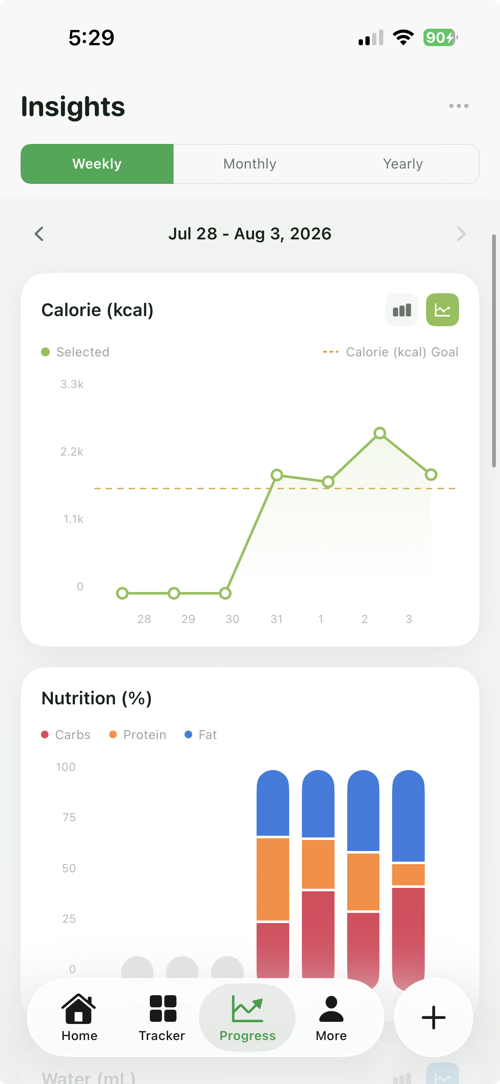 5:29
90
Insights
Weekly Monthly Yearly
Jul 28 - Aug 3, 2026
Calorie (kcal)
Selected Calorie (kcal) Goal
3.3k
2.2k
1.1k
0
28 29 30 31 1 2 3
Nutrition (%)
Carbs Protein Fat
100
75
50
25
0
Home Tracker Progress More
Water (mL)